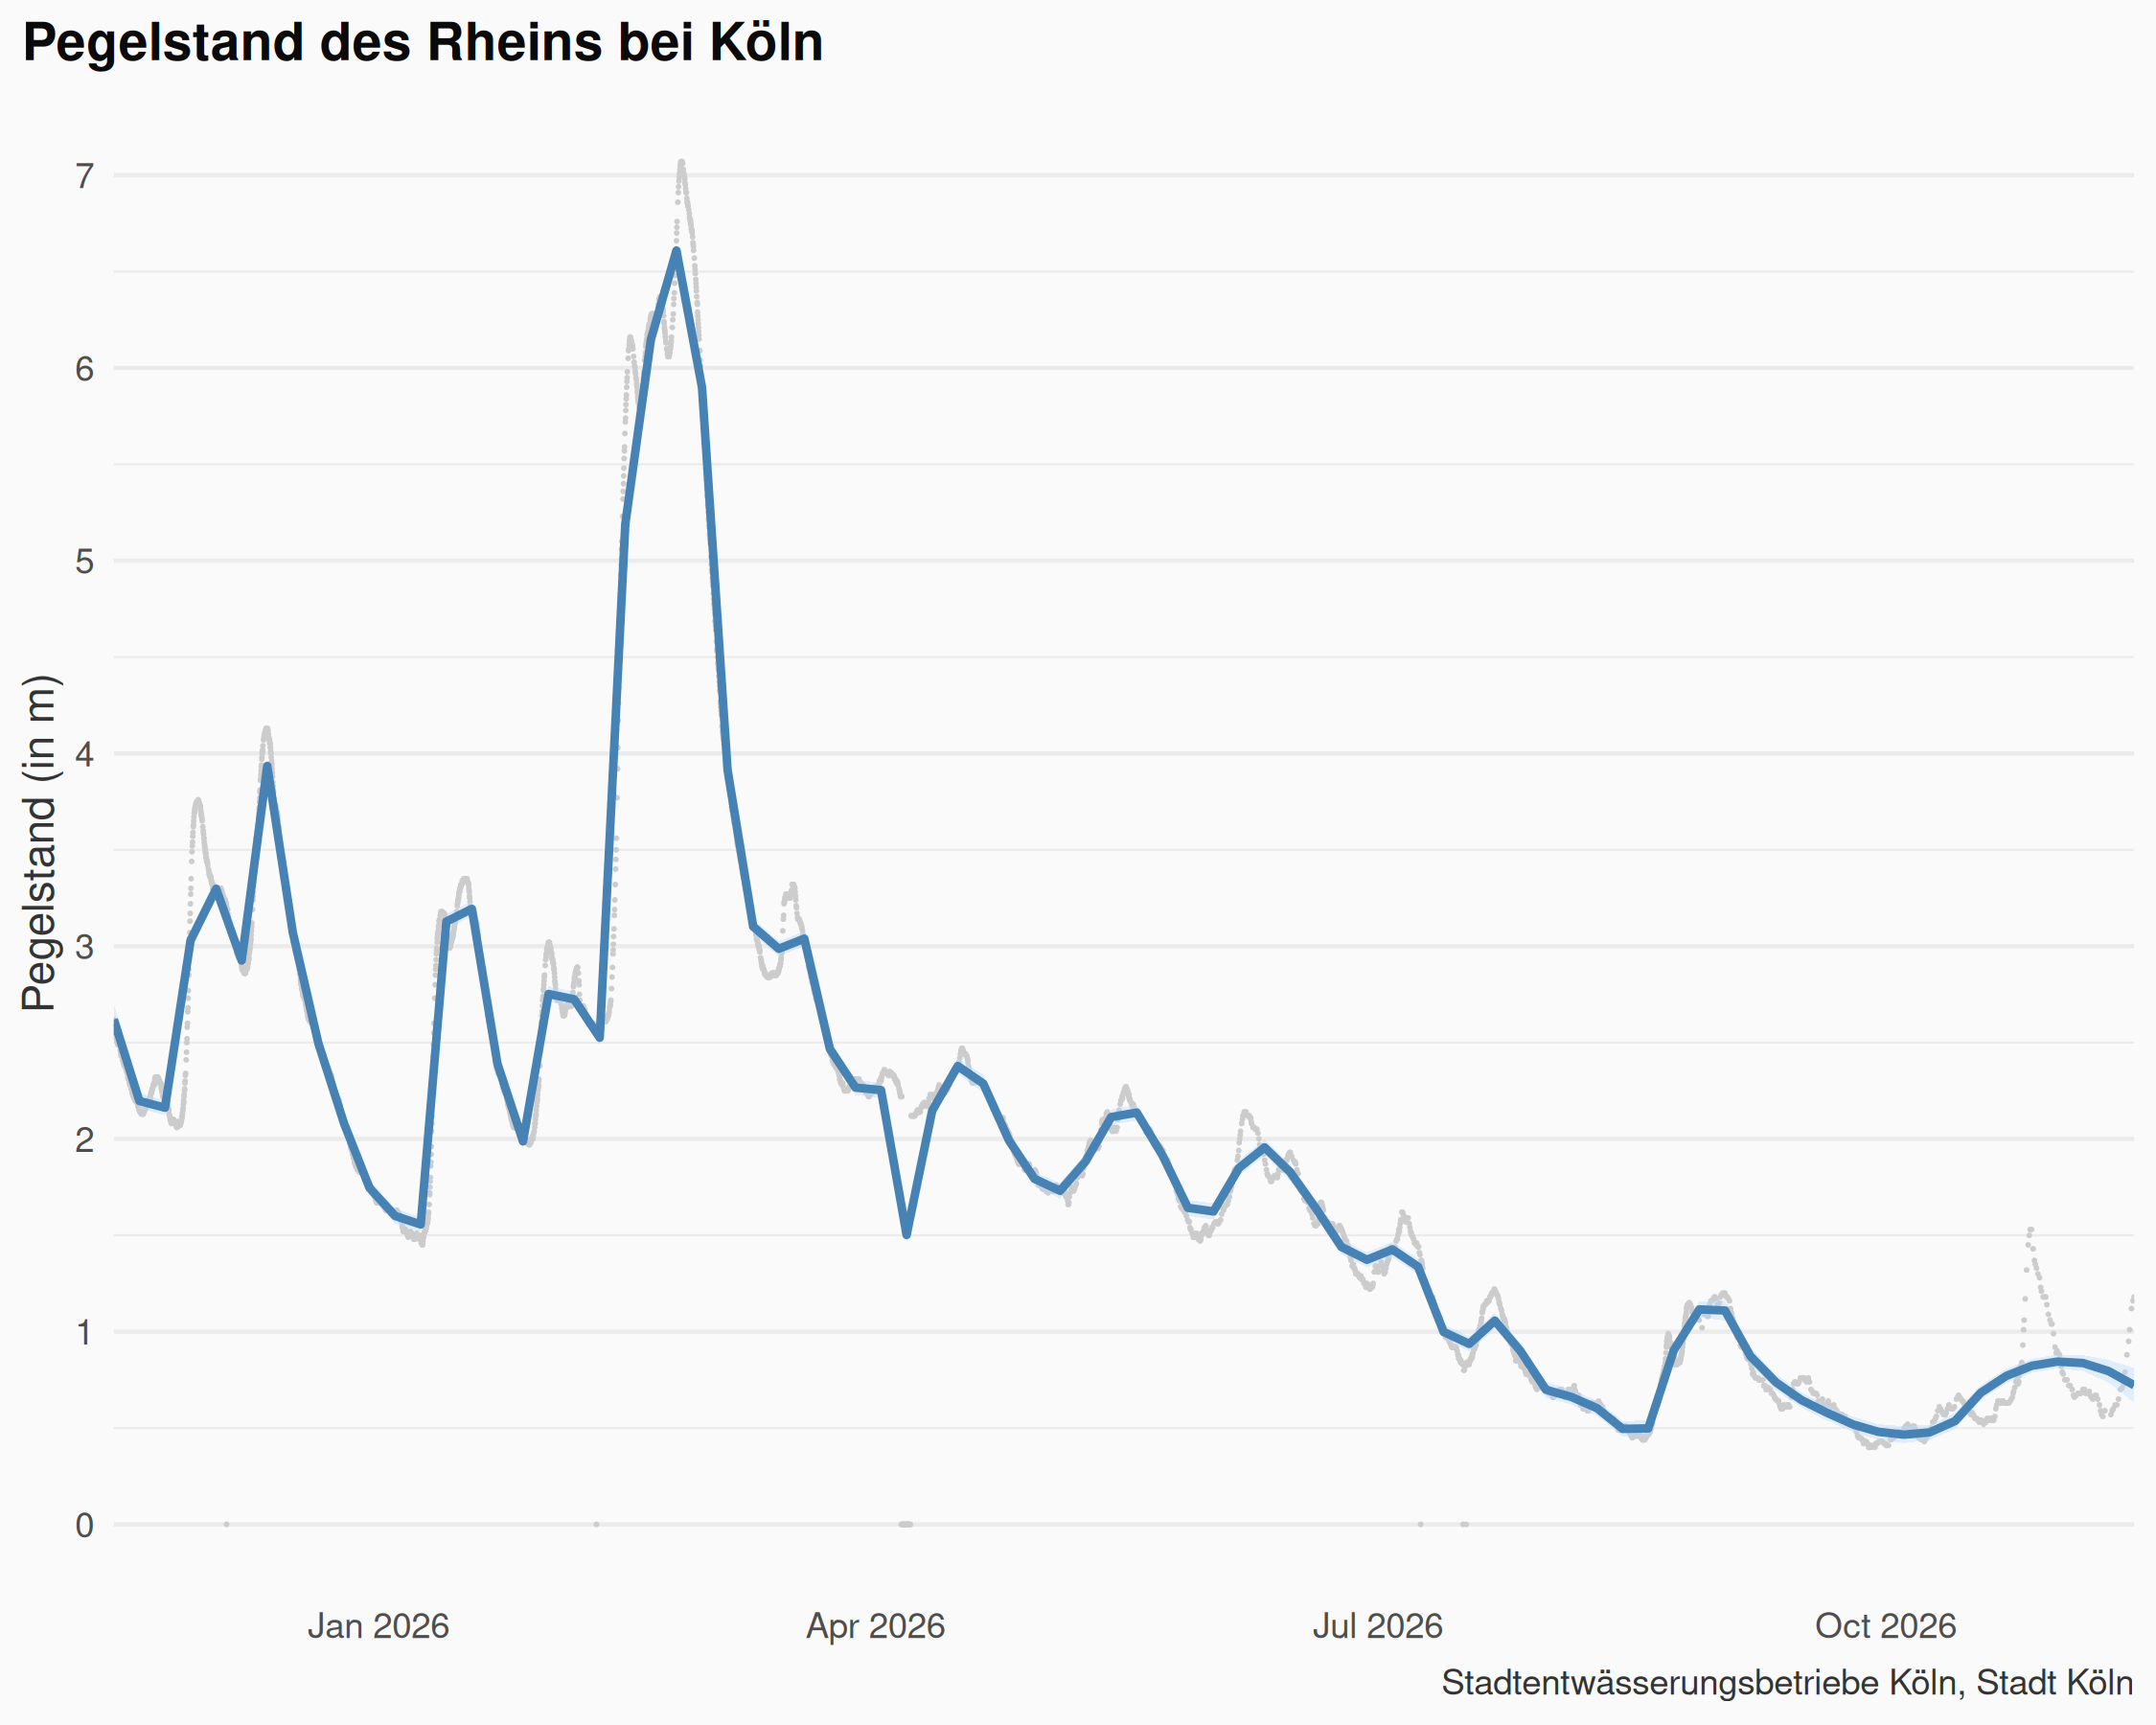 Pegelstand des Rheins bei Köln
Pegelstand (in m)
7
6
5
4
3
2
1
0
Jan 2026
Apr 2026
Jul 2026
Oct 2026
Stadtentwässerungsbetriebe Köln, Stadt Köln